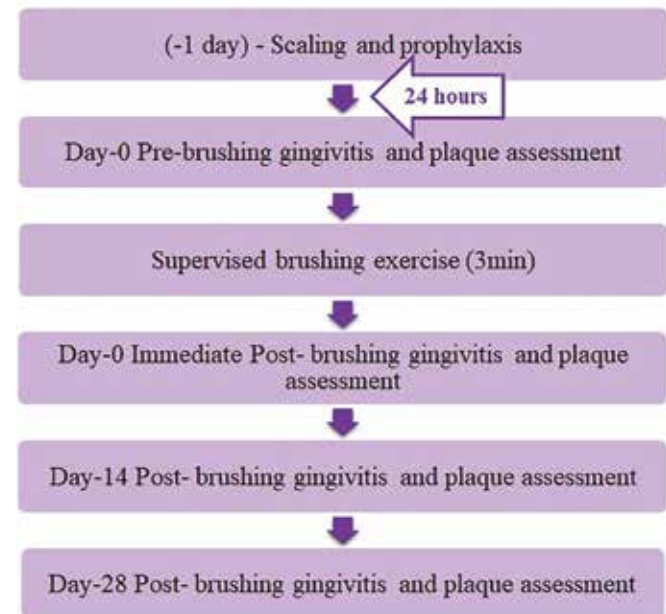 (-1 day) - Scaling and prophylaxis
24 hours
Day-0 Pre-brushing gingivitis and plaque assessment
Supervised brushing exercise (3min)
Day-0 Immediate Post- brushing gingivitis and plaque
assessment
Day-14 Post- brushing gingivitis and plaque assessment
Day-28 Post- brushing gingivitis and plaque assessment